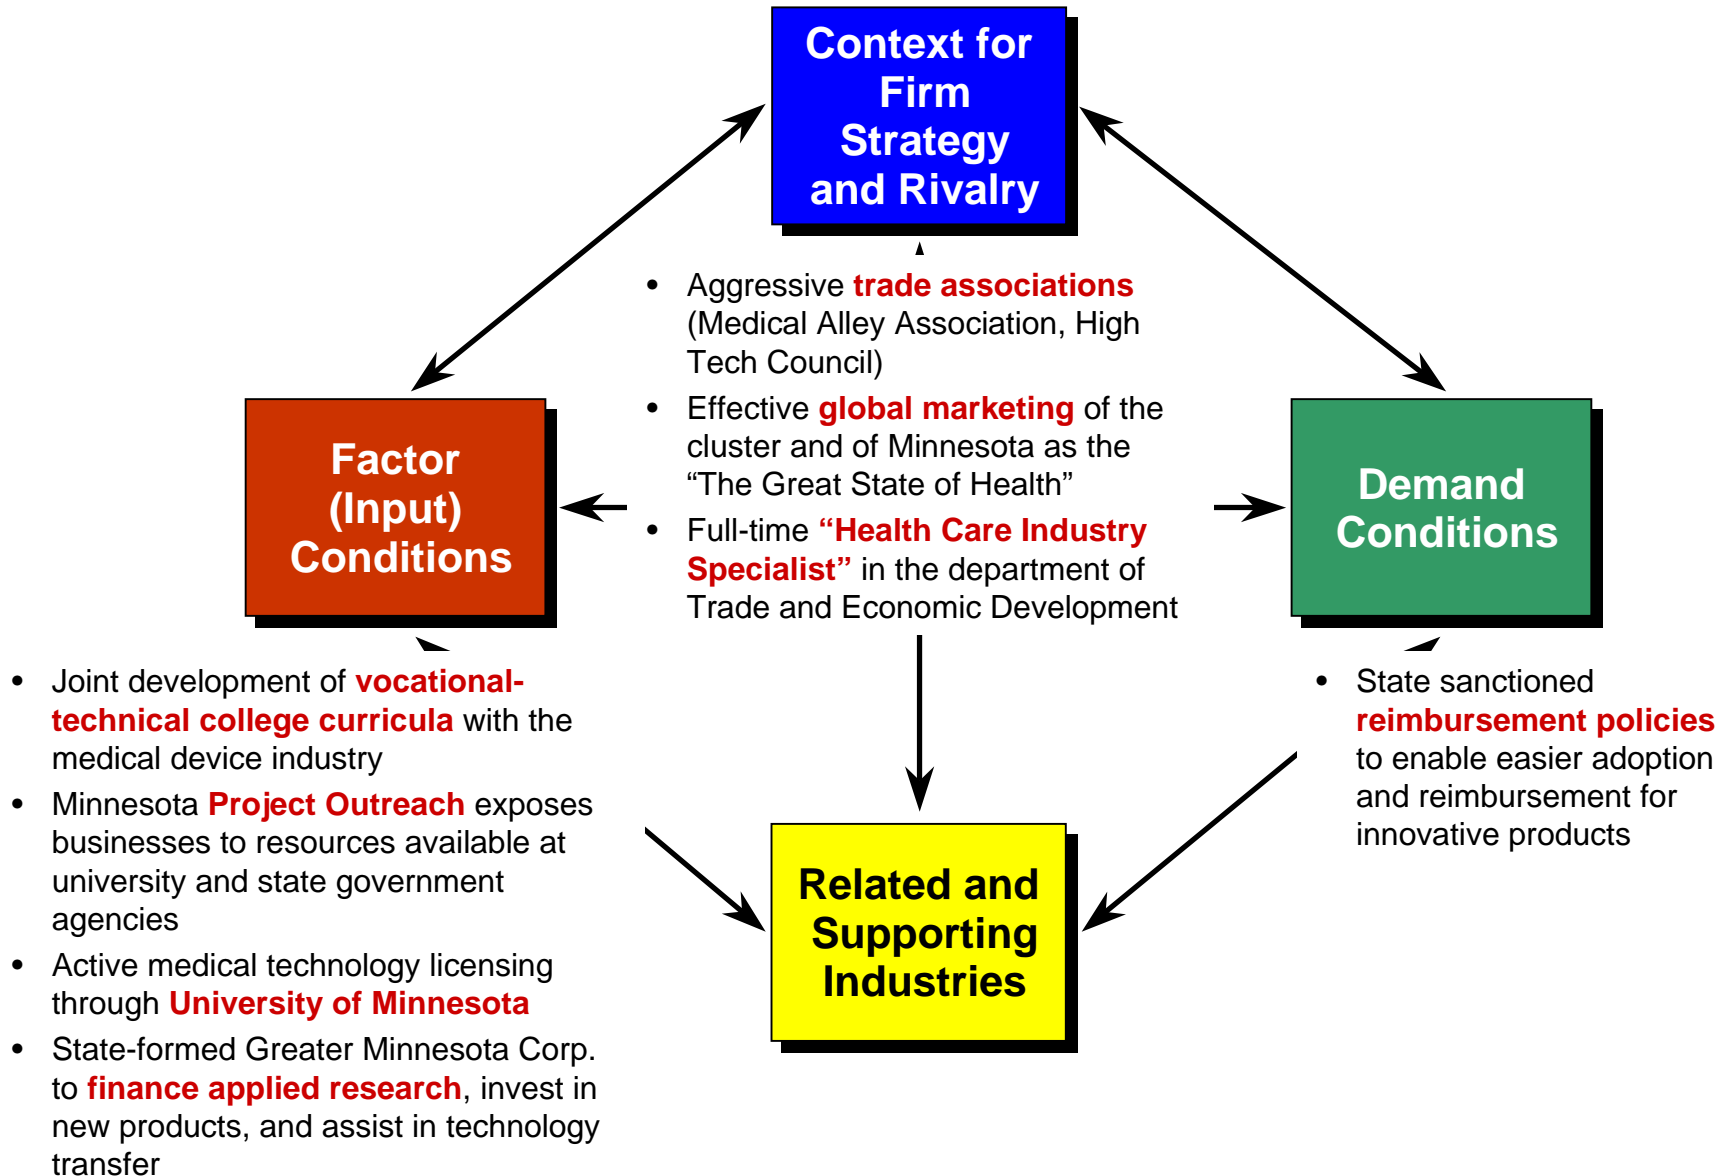 Context for
Firm
Strategy
and Rivalry
• Aggressive trade associations
(Medical Alley Association, High
Tech Council)
• Effective global marketing of the
cluster and of Minnesota as the
“The Great State of Health”
• Full-time “Health Care Industry
Specialist” in the department of
Trade and Economic Development
Factor
(Input)
Conditions
Demand
Conditions
• Joint development of vocational-
technical college curricula with the
medical device industry
• Minnesota Project Outreach exposes
businesses to resources available at
university and state government
agencies
• Active medical technology licensing
through University of Minnesota
• State-formed Greater Minnesota Corp.
to finance applied research, invest in
new products, and assist in technology
transfer
• State sanctioned
reimbursement policies
to enable easier adoption
and reimbursement for
innovative products
Related and
Supporting
Industries